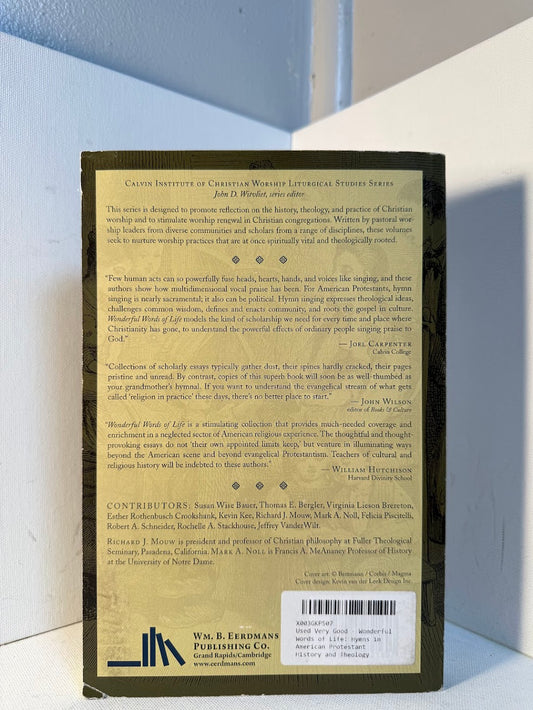 Calvin Institute of Christian Worship Liturgical Studies Series
John D. Witvliet, series editor
This series is designed to promote reflection on the history, theology, and practice of Christian
worship and to stimulate worship renewal in Christian congregations. Written by pastoral wor-
ship leaders from diverse communities and scholars from a range of disciplines, these volumes
seek to nurture worship practices that are at once spiritually vital and theologically rooted.
“Few human acts can so powerfully fuse heads, hearts, hands, and voices like singing, and these
authors show how multidimensional vocal praise has been. For American Protestants, hymn
singing is nearly sacramental; it also can be political. Hymn singing expresses theological ideas,
challenges common wisdom, defines and enacts community, and roots the gospel in culture.
Wonderful Words of Life models the kind of scholarship we need for every time and place where
Christianity has gone, to understand the powerful effects of ordinary people singing praise to
God.”
— Joel Carpenter
Calvin College
“Collections of scholarly essays typically gather dust, their spines hardly cracked, their pages
pristine and unread. By contrast, copies of this superb book will soon be as well-thumbed as
your grandmother's hymnal. If you want to understand the evangelical stream of what gets
called ‘religion in practice’ these days, there's no better place to start.”
— John Wilson
editor of Books & Culture
“Wonderful Words of Life is a stimulating collection that provides much-needed coverage and
enrichment in a neglected sector of American religious experience. The thoughtful and thought-
provoking essays do not ‘their own appointed limits keep,’ but venture in illuminating ways
beyond the American scene and beyond evangelical Protestantism. Teachers of cultural and
religious history will be indebted to these authors.”
— William Hutchison
Harvard Divinity School
Contributors: Susan Wise Bauer, Thomas E. Bergler, Virginia Lieson Brereton,
Esther Rothenbusch Crookshank, Kevin Kee, Richard J. Mouw, Mark A. Noll, Felicia Piscitelli,
Robert A. Schneider, Rochelle A. Stackhouse, Jeffrey VanderWilt.
Richard J. Mouw is president and professor of Christian philosophy at Fuller Theological
Seminary, Pasadena, California. Mark A. Noll is Francis A. McAnaney Professor of History
at the University of Notre Dame.
Cover art: © Bettmann / Corbis / Magma
Cover design: Kevin van der Leek Design Inc.
Wm. B. Eerdmans
Publishing Co.
Grand Rapids/Cambridge
www.eerdmans.com
X003GKP507
Used Very Good - Wonderful
Words of Life: Hymns in
American Protestant
History and Theology